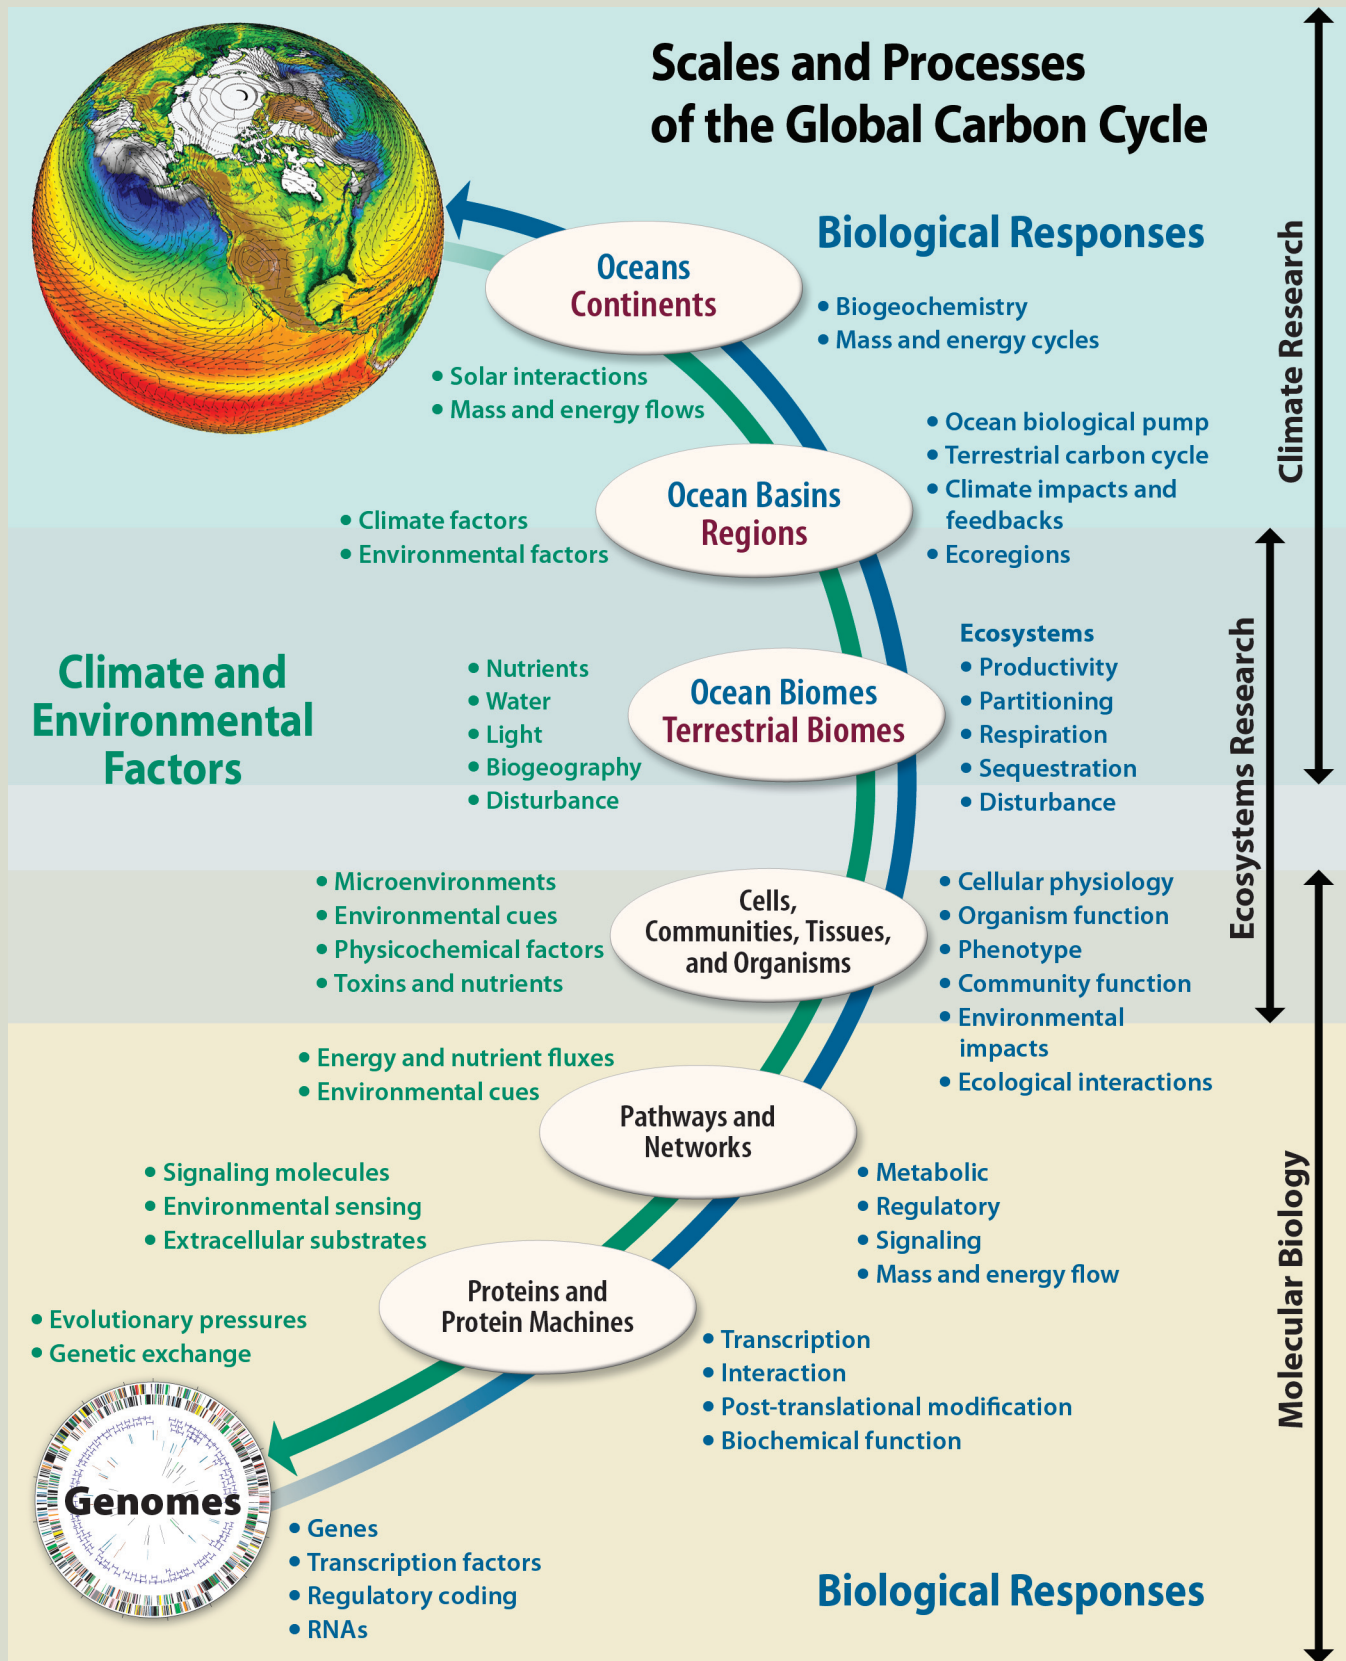 Scales and Processes
of the Global Carbon Cycle
Biological Responses
Oceans
Continents
• Biogeochemistry
• Mass and energy cycles
• Solar interactions
• Mass and energy flows
Climate Research
• Ocean biological pump
• Terrestrial carbon cycle
• Climate impacts and
feedbacks
• Ecoregions
Ocean Basins
Regions
• Climate factors
• Environmental factors
Climate and
Environmental
Factors
• Nutrients
• Water
• Light
• Biogeography
• Disturbance
Ocean Biomes
Terrestrial Biomes
Ecosystems
• Productivity
• Partitioning
• Respiration
• Sequestration
• Disturbance
Ecosystems Research
• Microenvironments
• Environmental cues
• Physicochemical factors
• Toxins and nutrients
Cells,
Communities, Tissues,
and Organisms
• Cellular physiology
• Organism function
• Phenotype
• Community function
• Environmental
impacts
• Ecological interactions
• Energy and nutrient fluxes
• Environmental cues
Pathways and
Networks
• Signaling molecules
• Environmental sensing
• Extracellular substrates
• Metabolic
• Regulatory
• Signaling
• Mass and energy flow
Molecular Biology
Proteins and
Protein Machines
• Evolutionary pressures
• Genetic exchange
• Transcription
• Interaction
• Post-translational modification
• Biochemical function
Genomes
• Genes
• Transcription factors
• Regulatory coding
• RNAs
Biological Responses